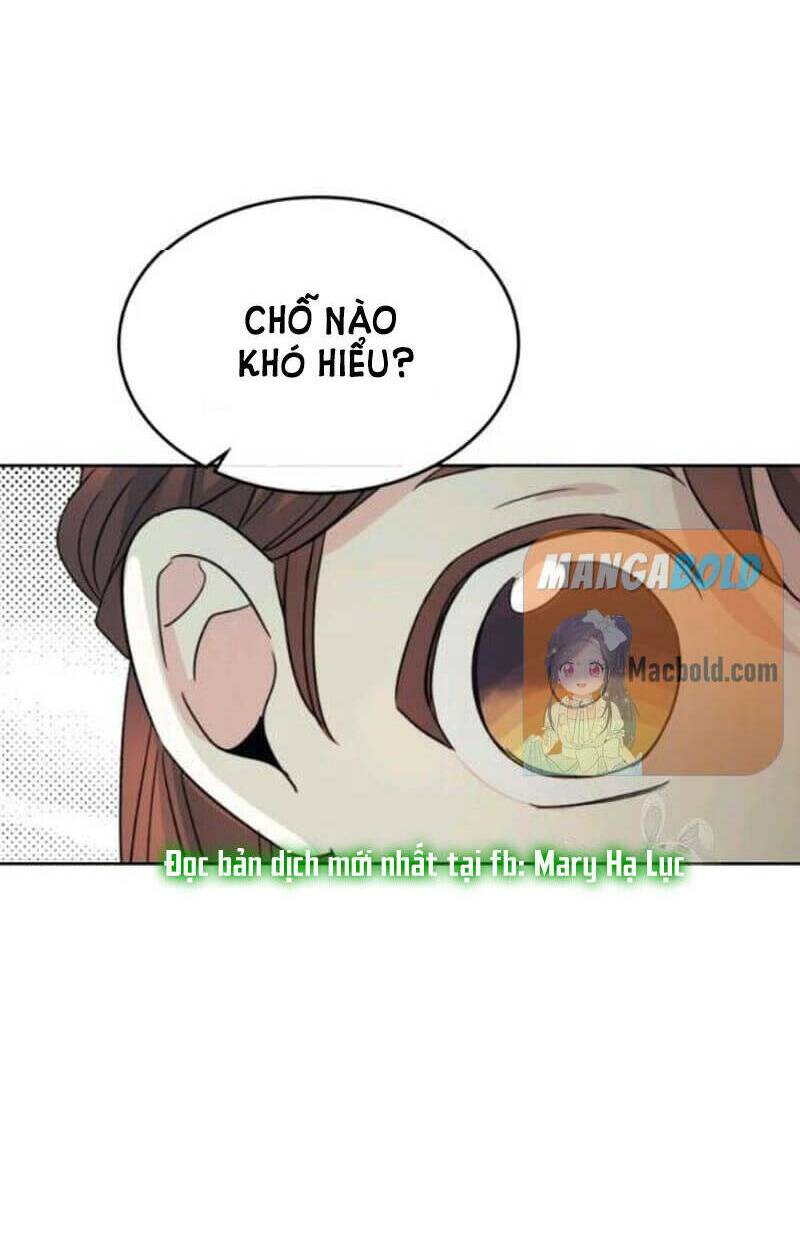 CHỖ NÀO
KHÓ HIỂU?
MANGABOLD
Macbold.com
Đọc bản dịch mới nhất tại fb: Mary Hạ Lục